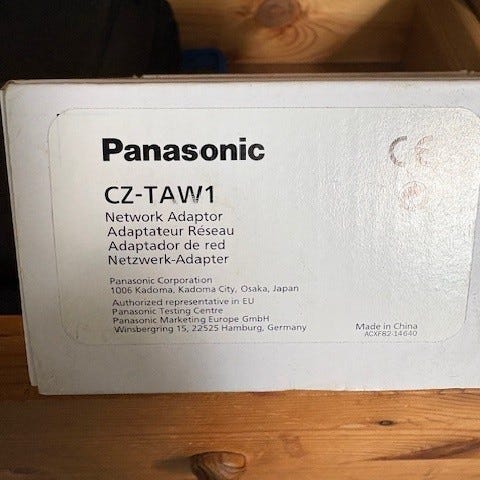 Panasonic
CE
CZ-TAW1
Network Adaptor
Adaptateur Réseau
Adaptador de red
Netzwerk-Adapter
Panasonic Corporation
1006 Kadoma, Kadoma City, Osaka, Japan
Authorized representative in EU
Panasonic Testing Centre
Panasonic Marketing Europe GmbH
Winsbergring 15, 22525 Hamburg, Germany
Made in China
ACXF82-14640